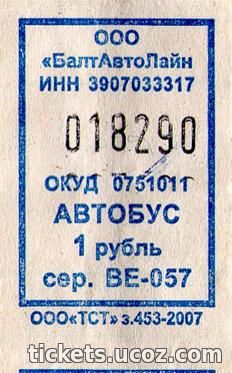 ООО
«БалтАвтоЛайн
ИНН 3907033317
018290
ОКУД 0751011
АВТОБУС
1 рубль
сер. ВЕ-057
ООО«ТСТ» з.453-2007
tickets.ucoz.com